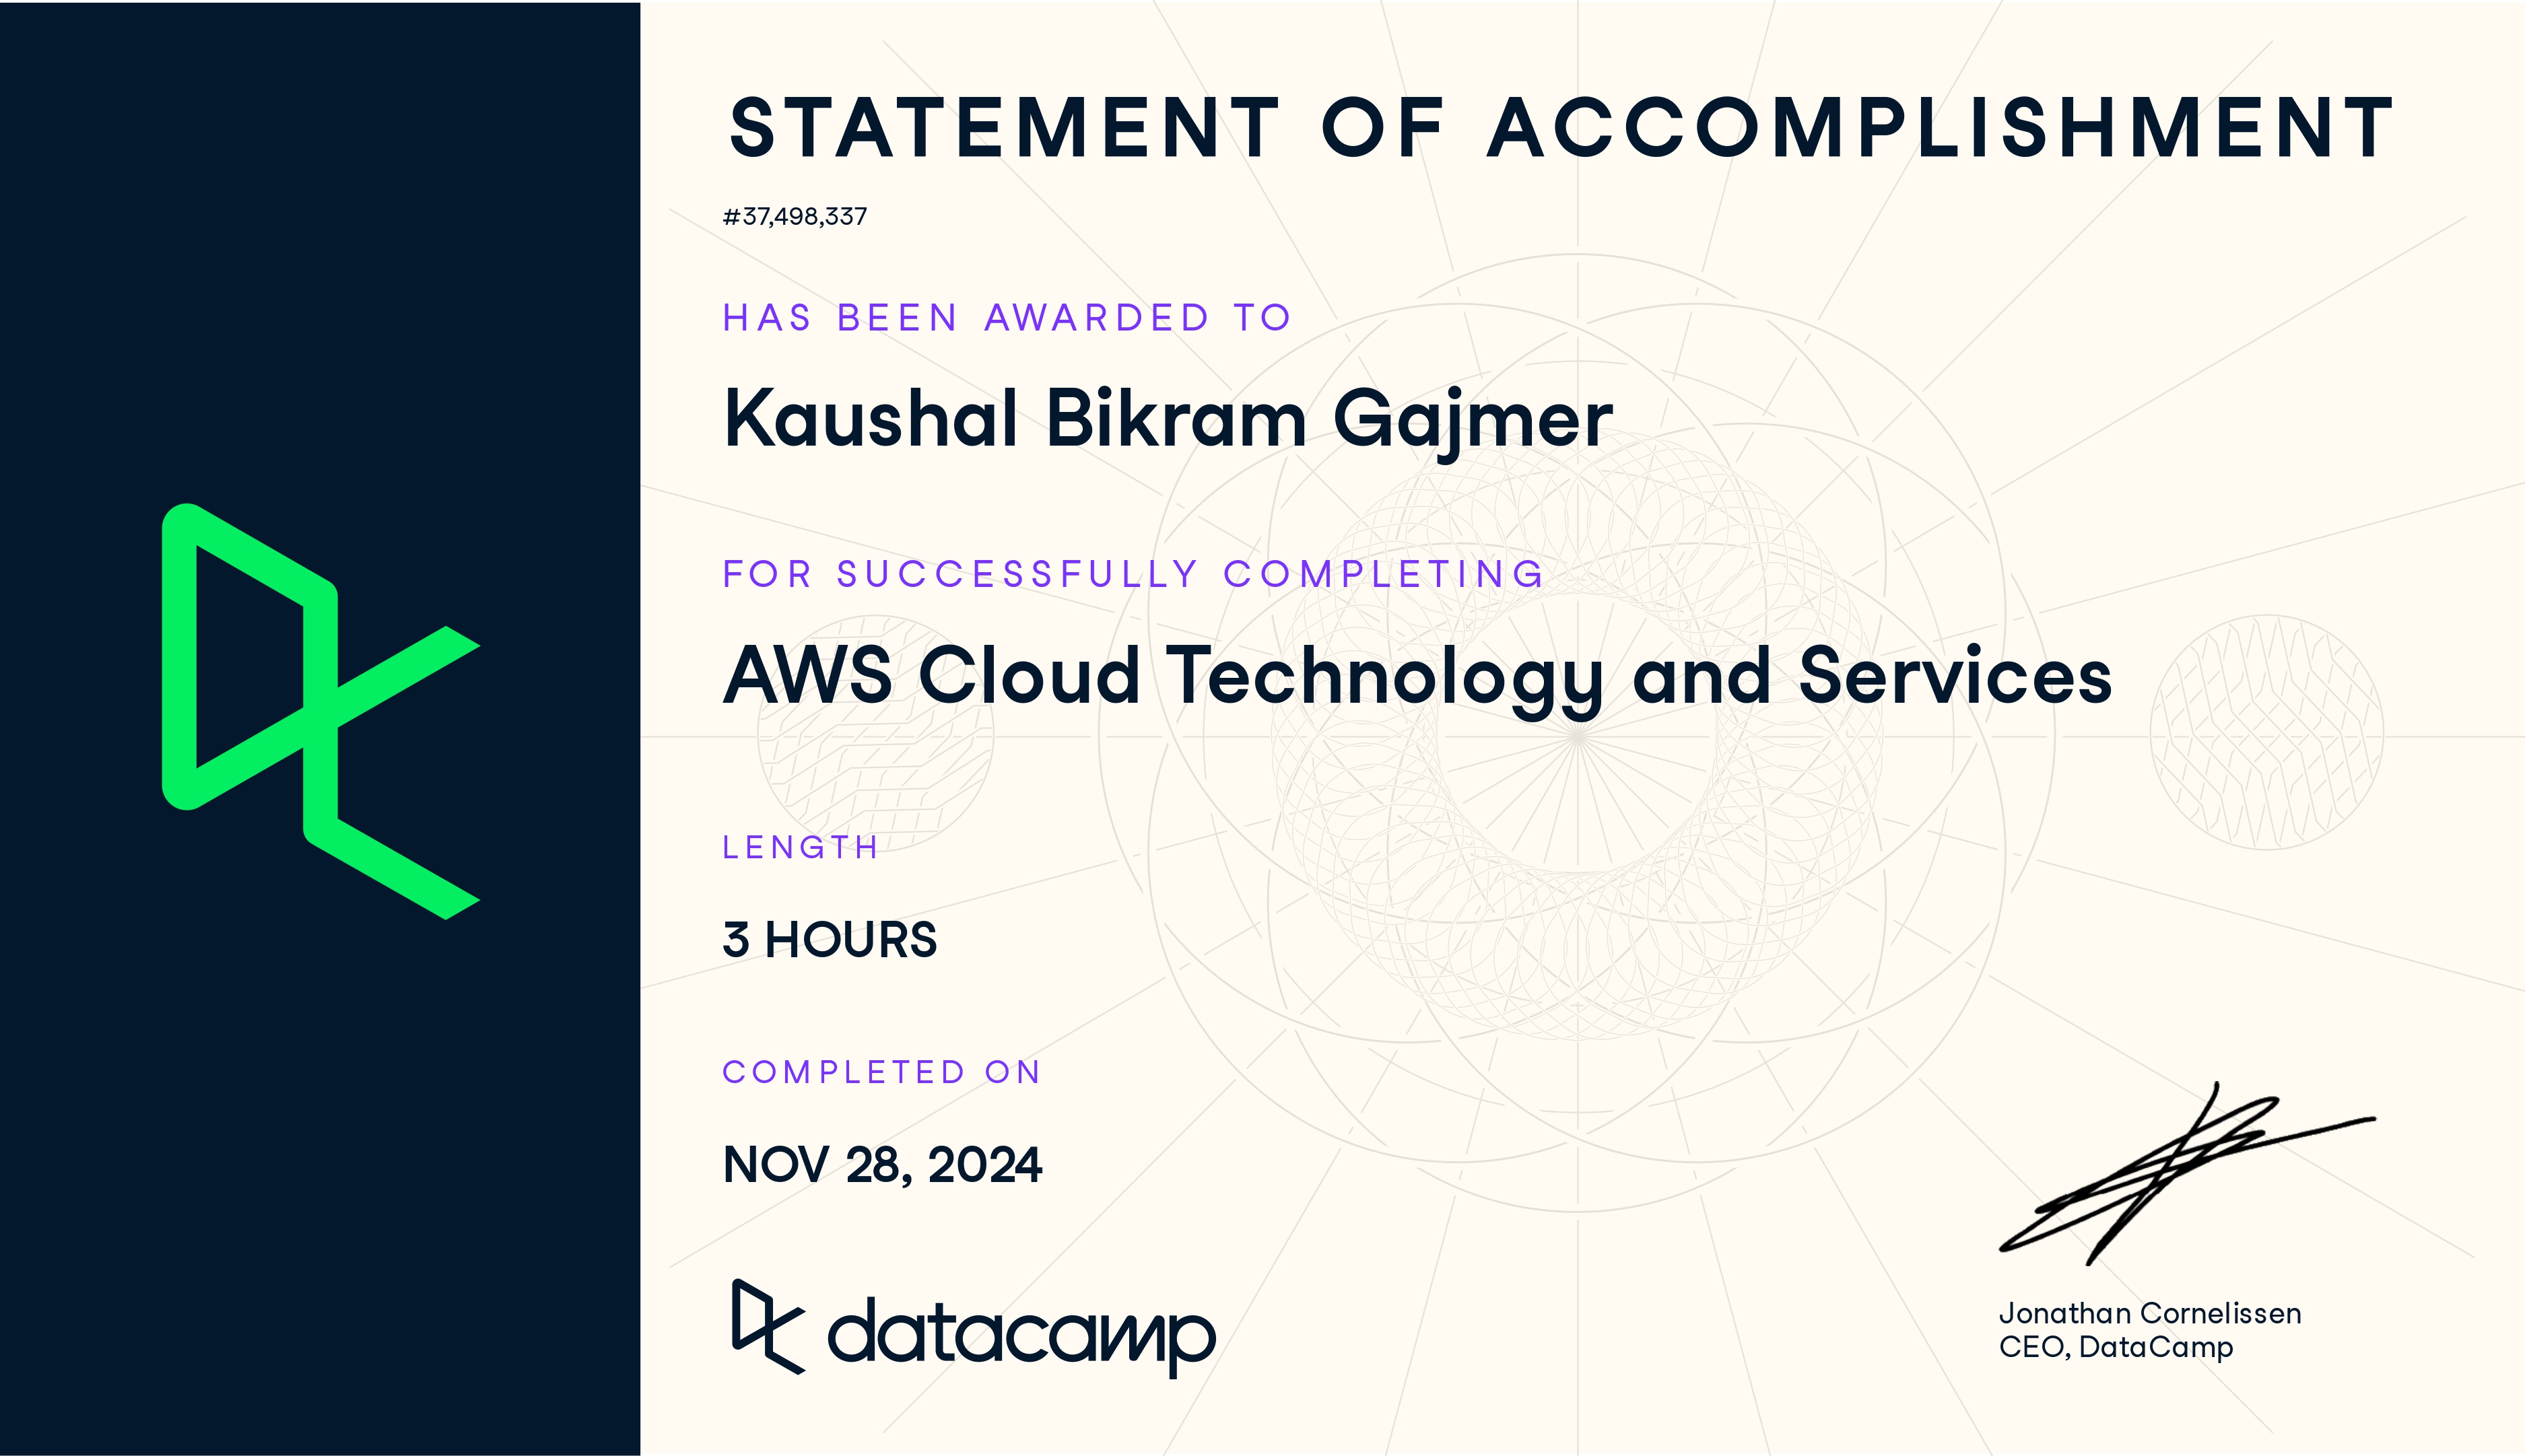 STATEMENT OF ACCOMPLISHMENT
#37,498,337
HAS BEEN AWARDED TO
Kaushal Bikram Gajmer
FOR SUCCESSFULLY COMPLETING
AWS Cloud Technology and Services
LENGTH
3 HOURS
COMPLETED ON
NOV 28, 2024
datacamp
Jonathan Cornelissen
CEO, DataCamp